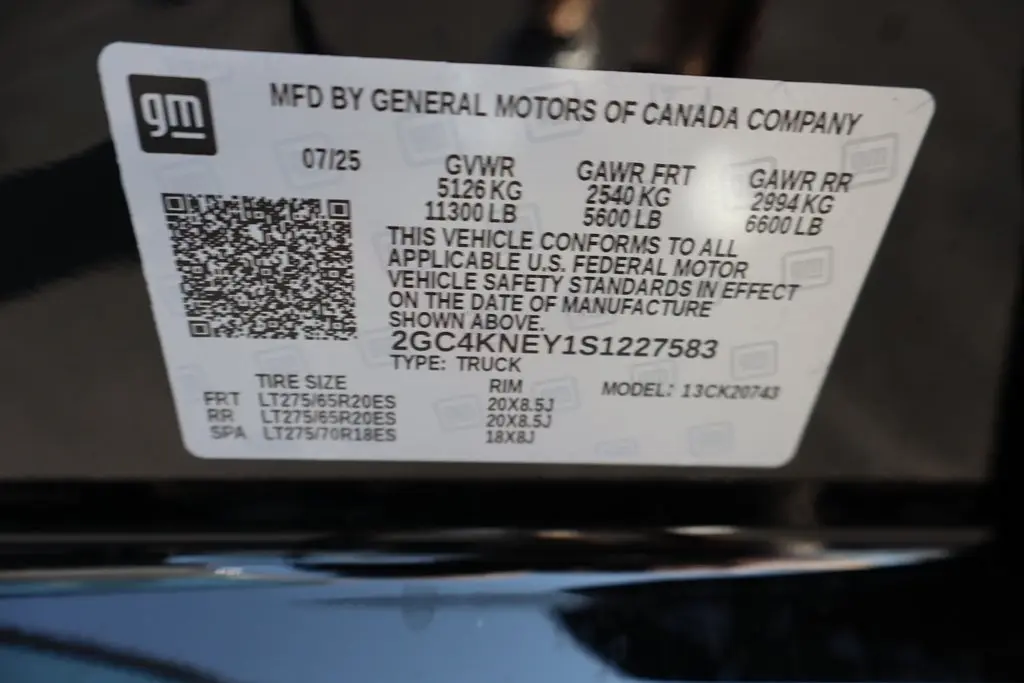 gm
MFD BY GENERAL MOTORS OF CANADA COMPANY
07/25
GVWR GAWR FRT GAWR RR
5126 KG 2540 KG 2994 KG
11300 LB 5600 LB 6600 LB
THIS VEHICLE CONFORMS TO ALL
APPLICABLE U.S. FEDERAL MOTOR
VEHICLE SAFETY STANDARDS IN EFFECT
ON THE DATE OF MANUFACTURE
SHOWN ABOVE.
2GC4KNEY1S1227583
TYPE: TRUCK
TIRE SIZE RIM MODEL: 13CK20743
FRT LT275/65R20ES 20X8.5J
RR LT275/65R20ES 20X8.5J
SPA LT275/70R18ES 18X8J